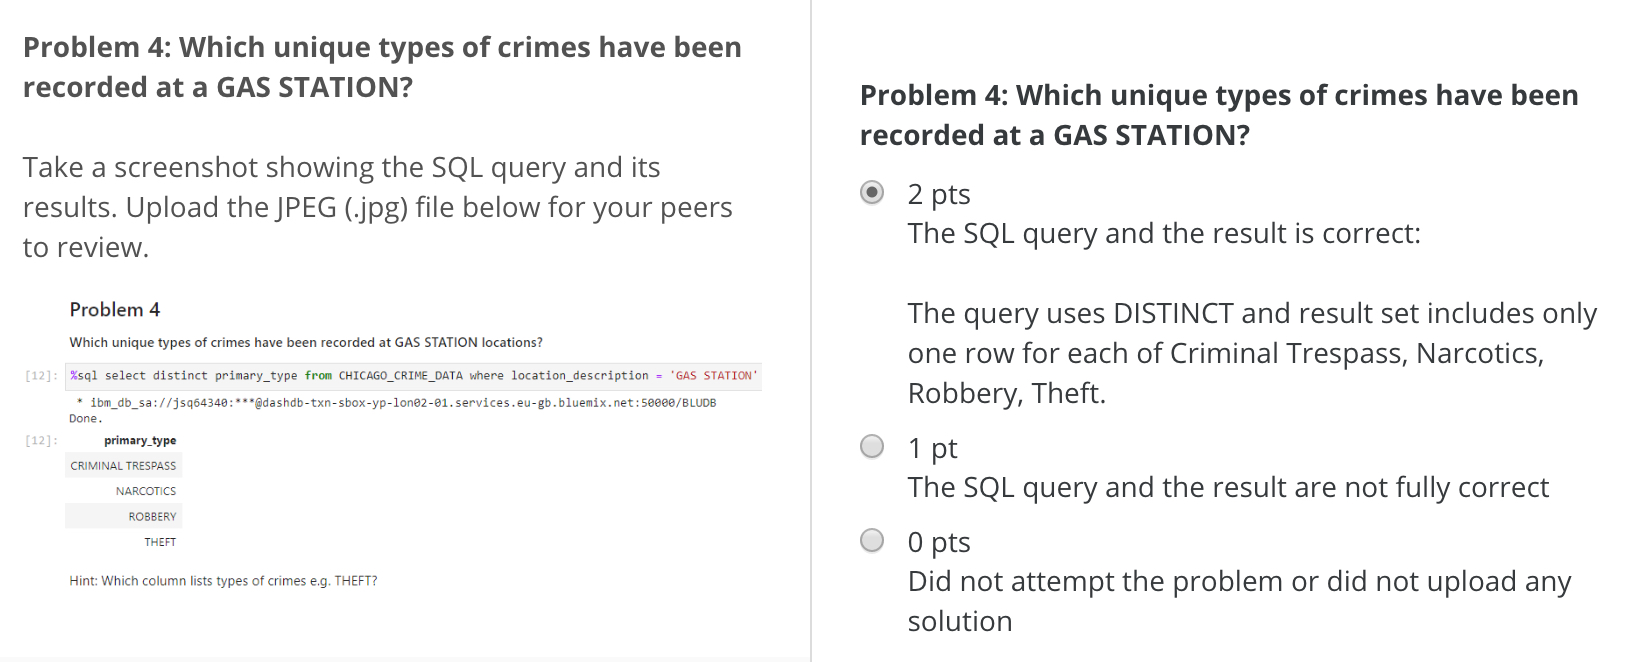 Problem 4: Which unique types of crimes have been
recorded at a GAS STATION?
Take a screenshot showing the SQL query and its
results. Upload the JPEG (.jpg) file below for your peers
to review.
Problem 4
Which unique types of crimes have been recorded at GAS STATION locations?
[12]: %sql select distinct primary_type from CHICAGO_CRIME_DATA where location_description = 'GAS STATION'
* ibm_db_sa://jsq64340:***@dashdb-txn-sbox-yp-lon02-01.services.eu-gb.bluemix.net:50000/BLUDB
Done.
[12]: primary_type
CRIMINAL TRESPASS
NARCOTICS
ROBBERY
THEFT
Hint: Which column lists types of crimes e.g. THEFT?
Problem 4: Which unique types of crimes have been
recorded at a GAS STATION?
2 pts
The SQL query and the result is correct:
The query uses DISTINCT and result set includes only
one row for each of Criminal Trespass, Narcotics,
Robbery, Theft.
1 pt
The SQL query and the result are not fully correct
0 pts
Did not attempt the problem or did not upload any
solution